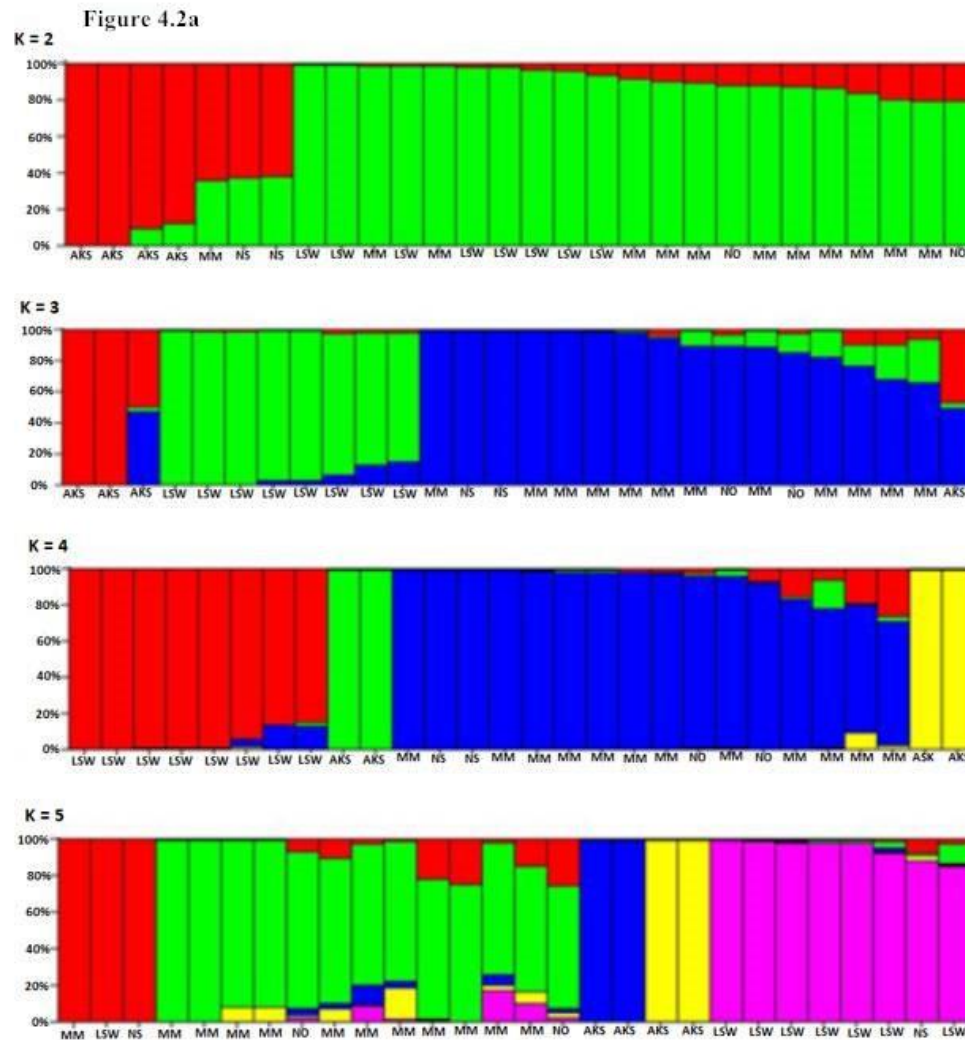 Figure 4.2a
K = 2
100%
80%
60%
40%
20%
0%
AKS AKS AKS AKS MM NS NS LSW LSW MM LSW MM LSW LSW LSW LSW LSW MM MM MM NO MM MM MM MM MM MM NO
K = 3
100%
80%
60%
40%
20%
0%
AKS AKS AKS LSW LSW LSW LSW LSW LSW LSW LSW MM NS NS MM MM MM MM MM MM NO MM NO MM MM MM MM AKS
K = 4
100%
80%
60%
40%
20%
0%
LSW LSW LSW LSW LSW LSW LSW LSW AKS AKS MM NS NS MM MM MM MM MM MM NO MM NO MM MM MM MM ASK AKS
K = 5
100%
80%
60%
40%
20%
0%
MM LSW NS MM MM MM MM NO MM MM MM MM MM MM MM NO AKS AKS AKS AKS LSW LSW LSW LSW LSW LSW NS LSW